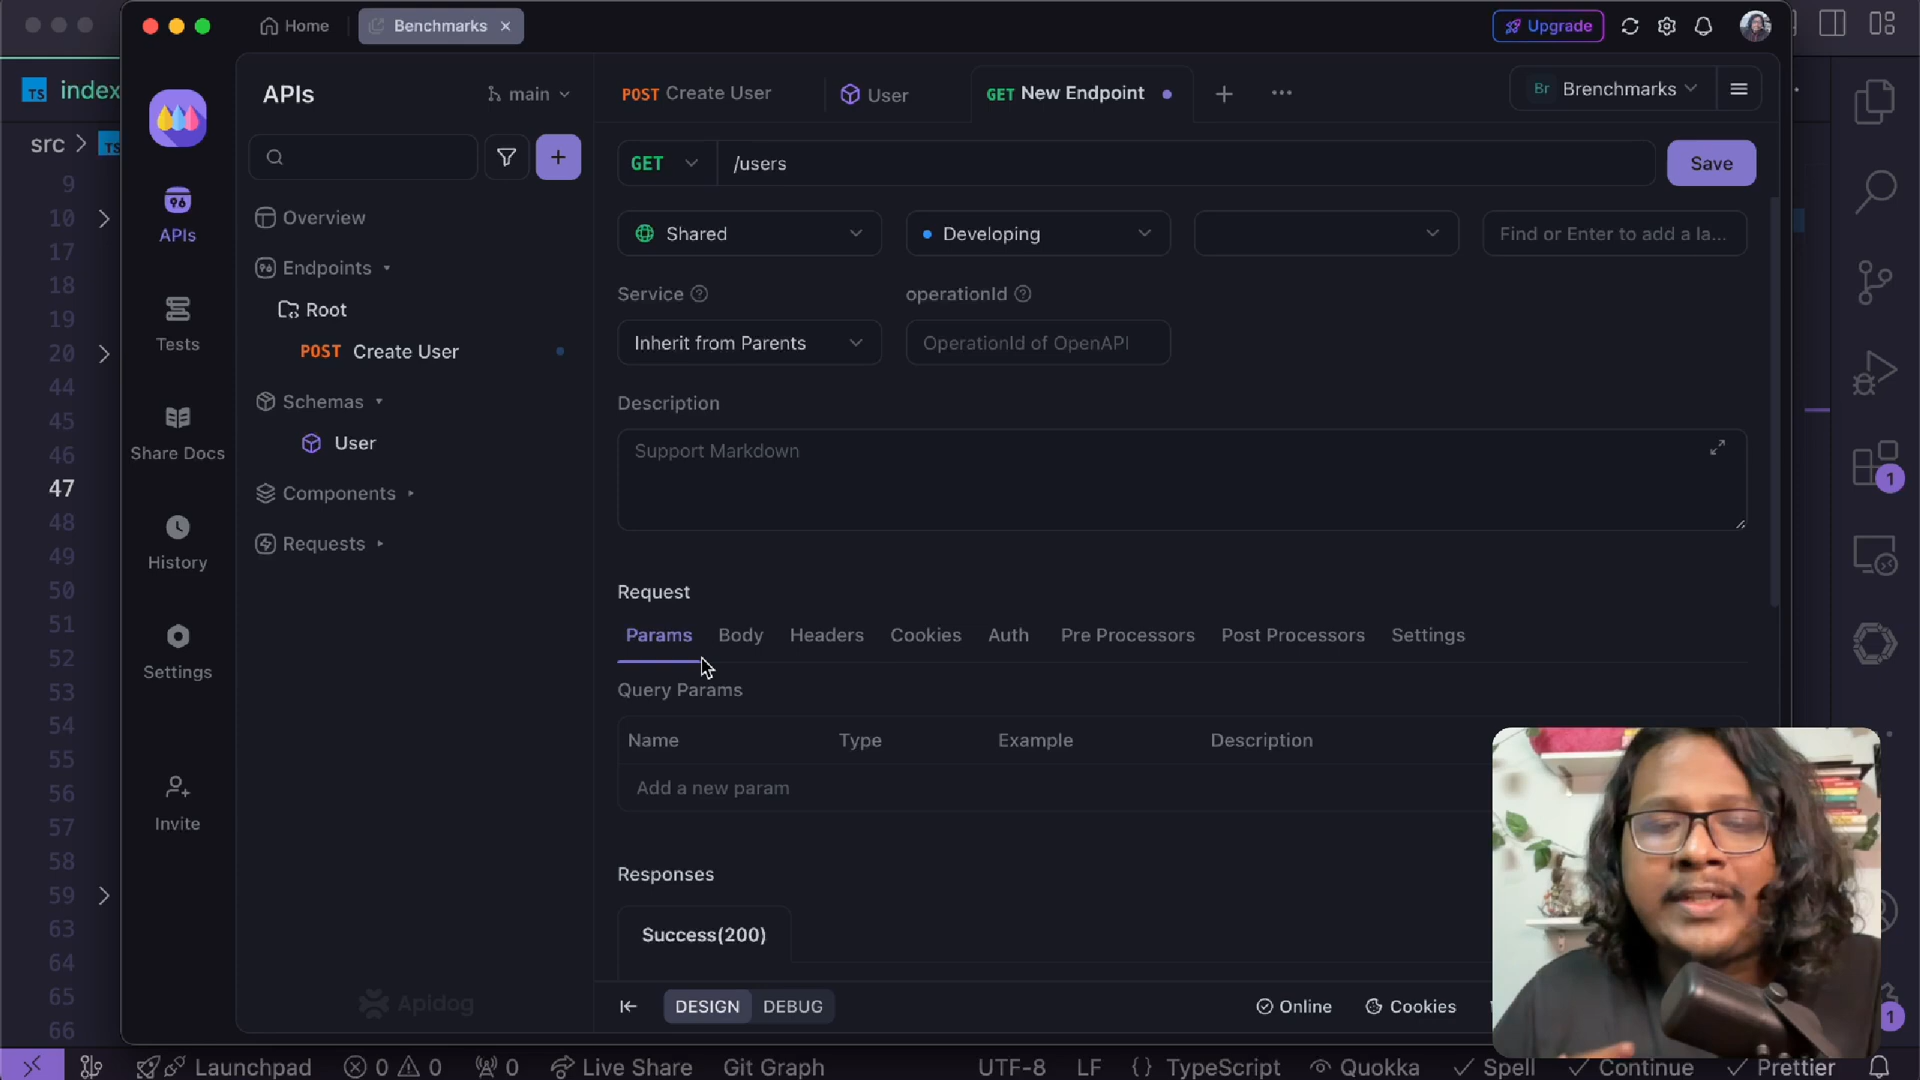 Home
Benchmarks
Upgrade
TS index
APIs
main
POST Create User
User
GET New Endpoint
Br Brenchmarks
src > TS
GET
/users
Save
9
10
17
18
19
20
44
45
46
47
48
49
50
51
52
53
54
55
56
57
58
59
63
64
65
66
APIs
Tests
Share Docs
History
Settings
Invite
Overview
Endpoints
Root
POST Create User
Schemas
User
Components
Requests
Shared
Developing
Find or Enter to add a la...
Service
operationId
Inherit from Parents
OperationId of OpenAPI
Description
Support Markdown
Request
Params Body Headers Cookies Auth Pre Processors Post Processors Settings
Query Params
Name Type Example Description
Add a new param
Responses
Success(200)
Apidog
DESIGN DEBUG
Online
Cookies
1
1
Launchpad 0 0 0 Live Share Git Graph UTF-8 LF {} TypeScript Quokka Spell Continue Prettier